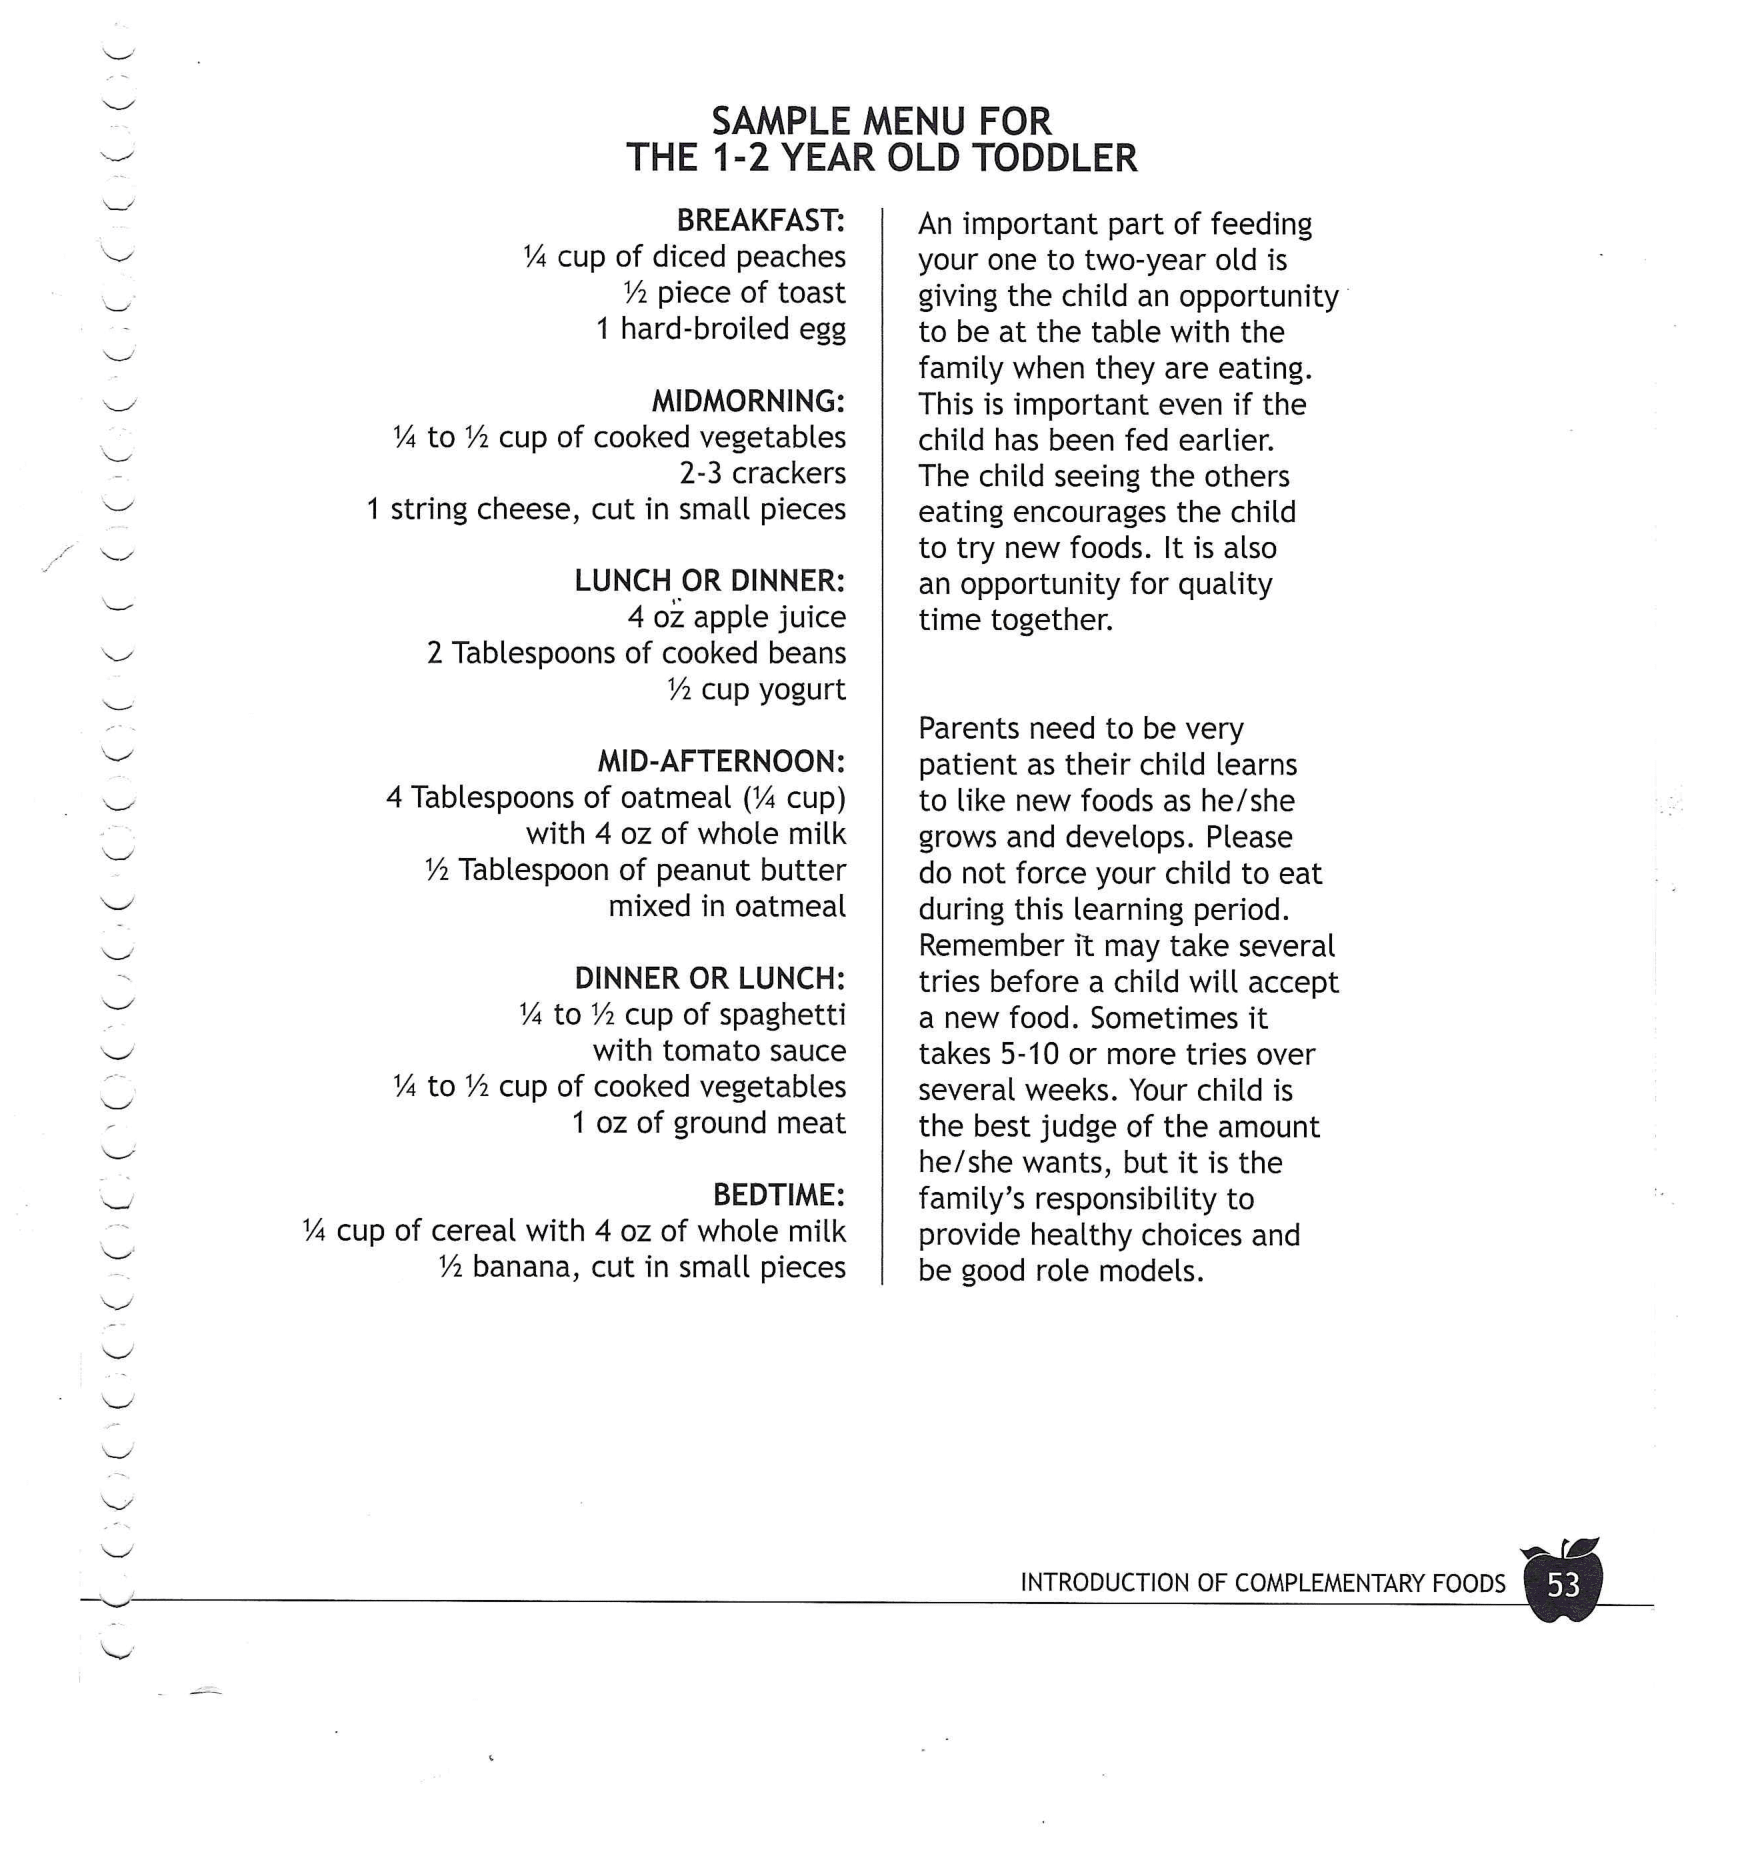 SAMPLE MENU FOR
THE 1-2 YEAR OLD TODDLER
BREAKFAST:
¼ cup of diced peaches
½ piece of toast
1 hard-broiled egg
MIDMORNING:
¼ to ½ cup of cooked vegetables
2-3 crackers
1 string cheese, cut in small pieces
LUNCH OR DINNER:
4 oz apple juice
2 Tablespoons of cooked beans
½ cup yogurt
MID-AFTERNOON:
4 Tablespoons of oatmeal (¼ cup)
with 4 oz of whole milk
½ Tablespoon of peanut butter
mixed in oatmeal
DINNER OR LUNCH:
¼ to ½ cup of spaghetti
with tomato sauce
¼ to ½ cup of cooked vegetables
1 oz of ground meat
BEDTIME:
¼ cup of cereal with 4 oz of whole milk
½ banana, cut in small pieces
An important part of feeding
your one to two-year old is
giving the child an opportunity
to be at the table with the
family when they are eating.
This is important even if the
child has been fed earlier.
The child seeing the others
eating encourages the child
to try new foods. It is also
an opportunity for quality
time together.
Parents need to be very
patient as their child learns
to like new foods as he/she
grows and develops. Please
do not force your child to eat
during this learning period.
Remember it may take several
tries before a child will accept
a new food. Sometimes it
takes 5-10 or more tries over
several weeks. Your child is
the best judge of the amount
he/she wants, but it is the
family's responsibility to
provide healthy choices and
be good role models.
INTRODUCTION OF COMPLEMENTARY FOODS 53